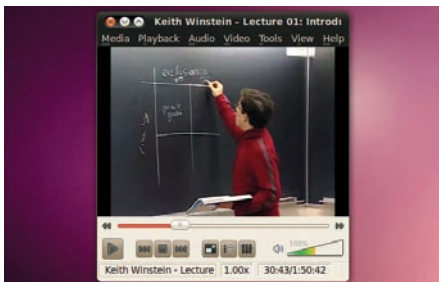 Keith Winstein - Lecture 01: Introdu
Media Playback Audio Video Tools View Help
100%
Keith Winstein - Lecture 1.00x 30:43/1:50:42